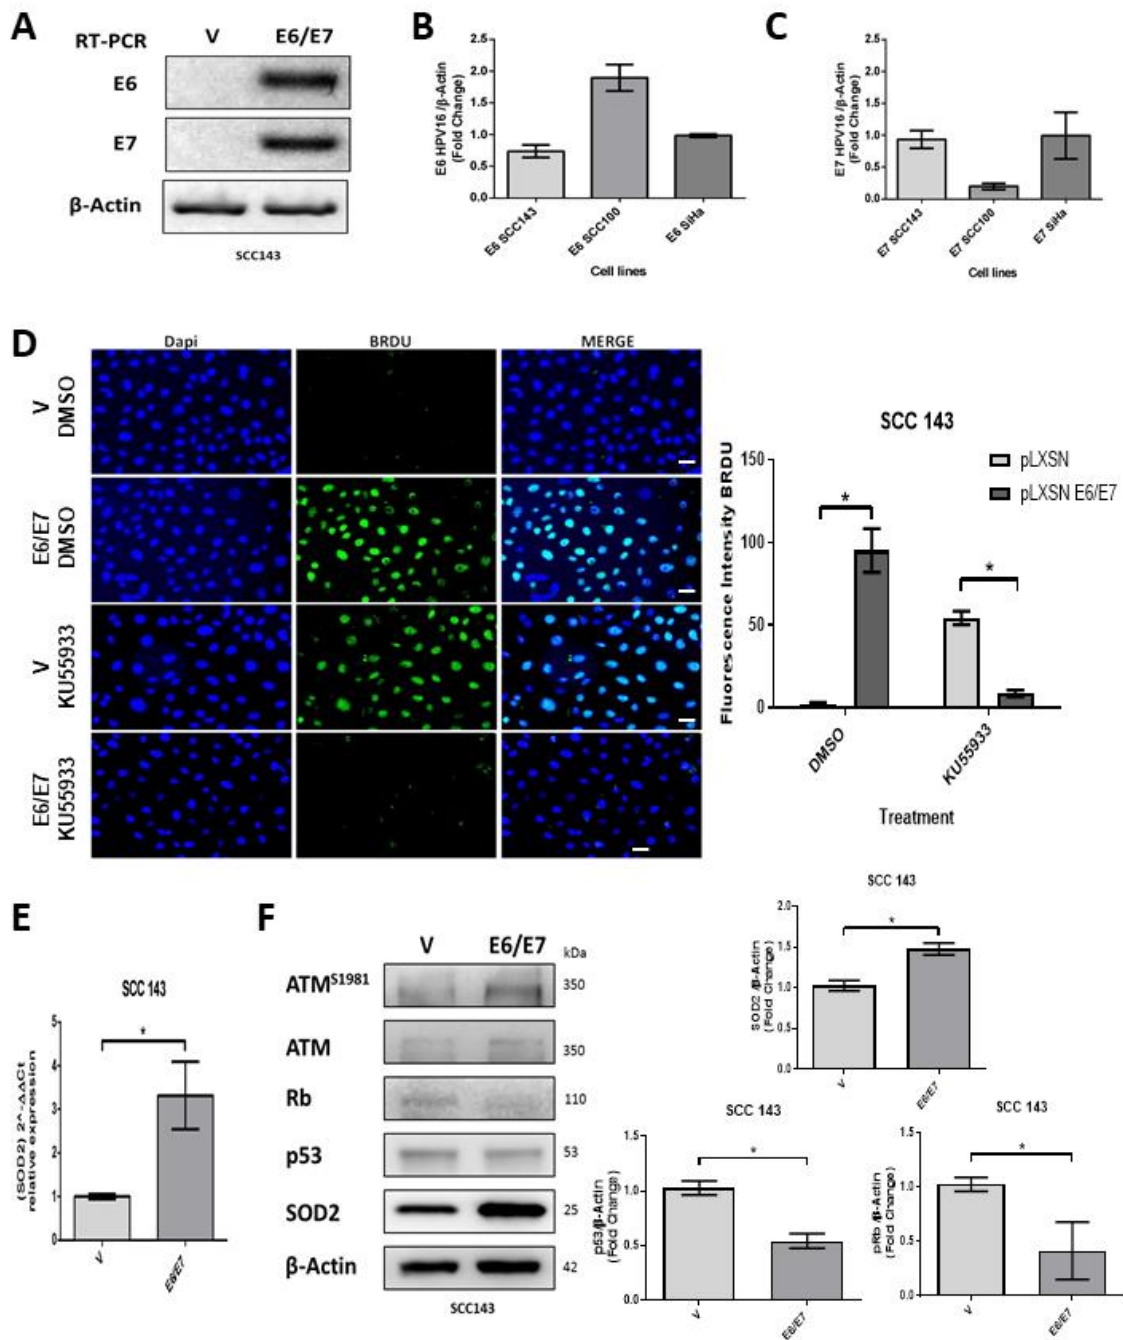 A
RT-PCR V E6/E7
E6
E7
β-Actin
SCC143
B
E6 HPV16 /β-Actin
(Fold Change)
2.5
2.0
1.5
1.0
0.5
0.0
E6 SCC143
E6 SCC100
E6 SiHa
Cell lines
C
E7 HPV16 /β-Actin
(Fold Change)
2.5
2.0
1.5
1.0
0.5
0.0
E7 SCC143
E7 SCC100
E7 SiHa
Cell lines
D
Dapi BRDU MERGE
V
DMSO
E6/E7
DMSO
V
KU55933
E6/E7
KU55933
SCC 143
pLXSN
pLXSN E6/E7
Fluorescence Intensity BRDU
150
100
50
0
*
*
DMSO
KU55933
Treatment
E
SCC 143
(SOD2) 2^-ΔΔCt
relative expression
5
4
3
2
1
0
*
V
E6/E7
F
V E6/E7 kDa
ATMS1981 350
ATM 350
Rb 110
p53 53
SOD2 25
β-Actin 42
SCC143
SCC 143
SOD2 /β-Actin
(Fold Change)
2.0
1.5
1.0
0.5
0.0
*
V
E6/E7
SCC 143
p53/β-Actin
(Fold Change)
1.5
1.0
0.5
0.0
*
V
E6/E7
SCC 143
pRb /β-Actin
(Fold Change)
1.5
1.0
0.5
0.0
*
V
E6/E7